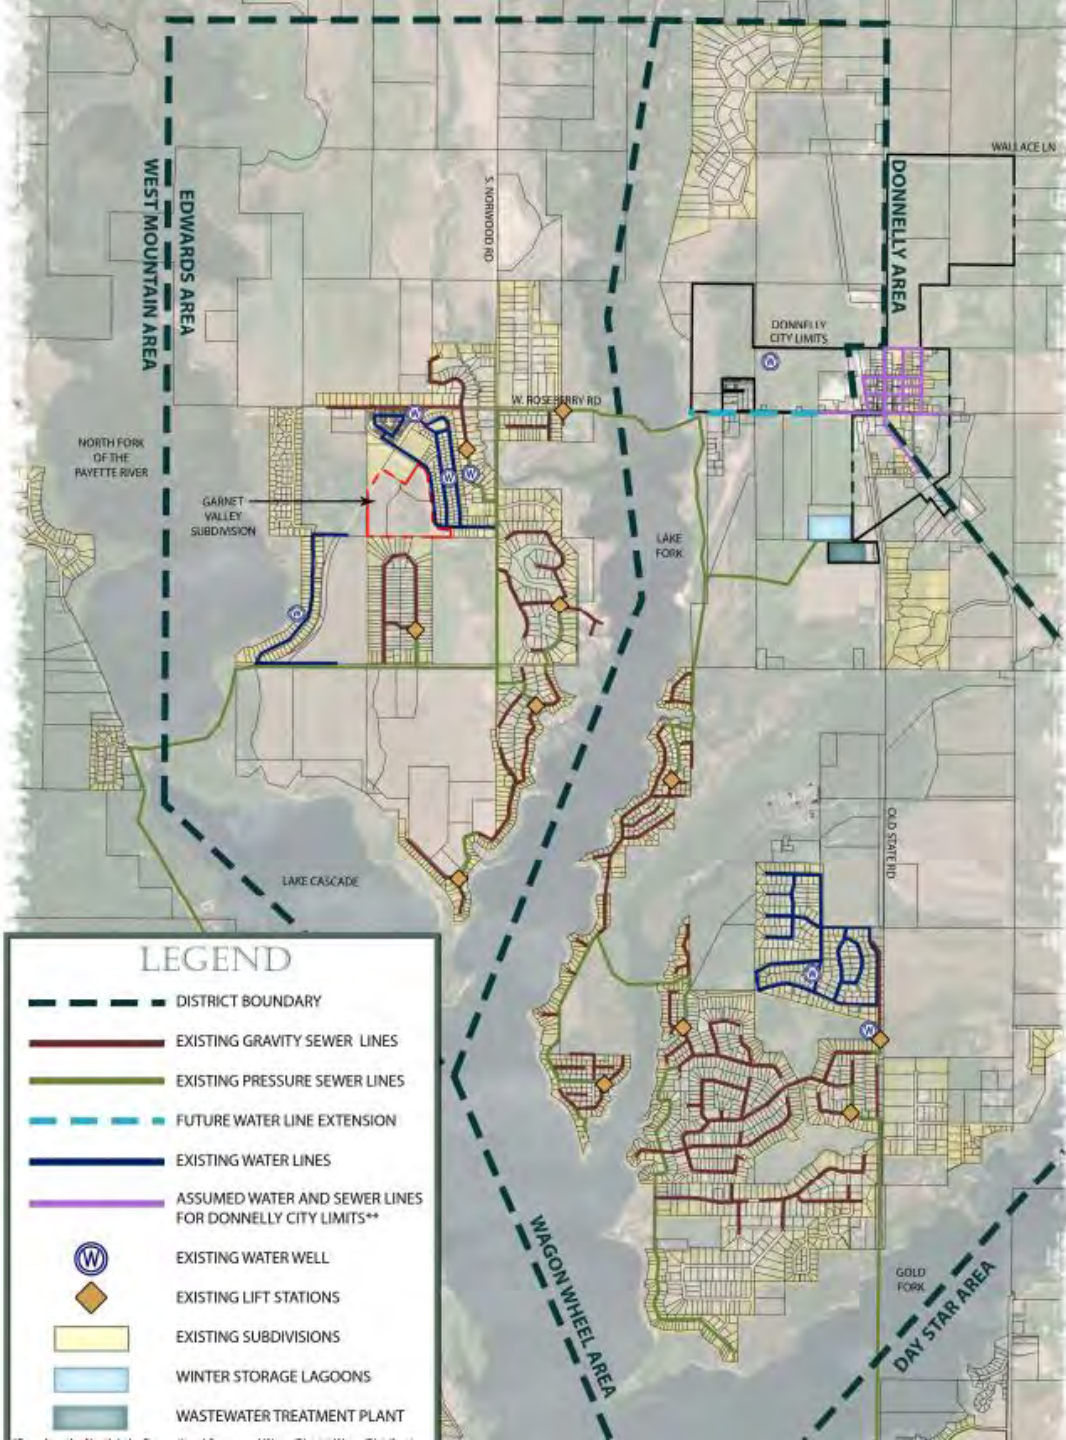 WALLACE LN
WEST MOUNTAIN AREA
EDWARDS AREA
S. NORWOOD RD
DONNELLY AREA
DONNELLY
CITY LIMITS
W. ROSEBERRY RD
NORTH FORK
OF THE
PAYETTE RIVER
GARNET
VALLEY
SUBDIVISION
LAKE
FORK
OLD STATE RD
LAKE CASCADE
WAGON WHEEL AREA
GOLD
FORK
DAY STAR AREA
LEGEND
DISTRICT BOUNDARY
EXISTING GRAVITY SEWER LINES
EXISTING PRESSURE SEWER LINES
FUTURE WATER LINE EXTENSION
EXISTING WATER LINES
ASSUMED WATER AND SEWER LINES
FOR DONNELLY CITY LIMITS**
W EXISTING WATER WELL
EXISTING LIFT STATIONS
EXISTING SUBDIVISIONS
WINTER STORAGE LAGOONS
WASTEWATER TREATMENT PLANT